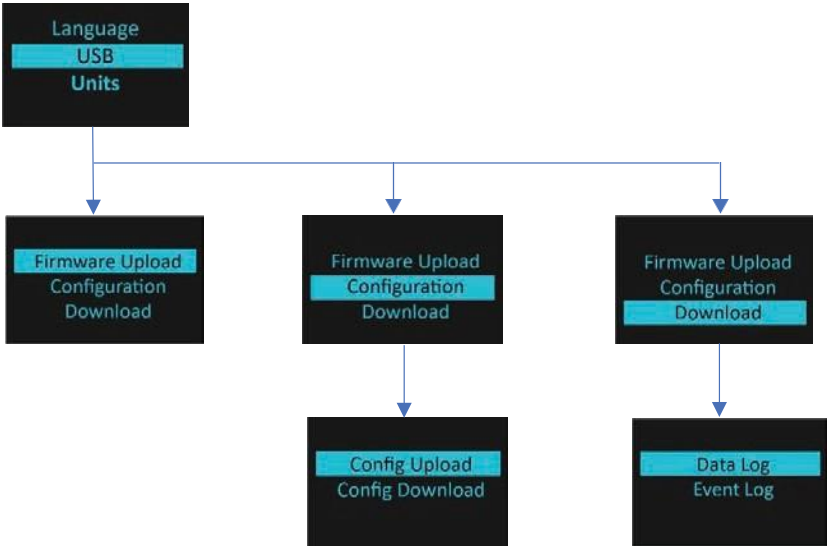 Language
USB
Units
Firmware Upload
Configuration
Download
Firmware Upload
Configuration
Download
Firmware Upload
Configuration
Download
Config Upload
Config Download
Data Log
Event Log